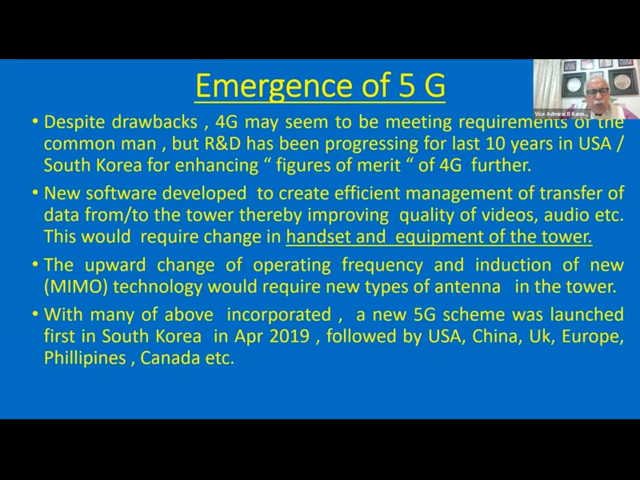 Emergence of 5 G
• Despite drawbacks , 4G may seem to be meeting requirements of the
common man , but R&D has been progressing for last 10 years in USA /
South Korea for enhancing “ figures of merit “ of 4G further.
• New software developed to create efficient management of transfer of
data from/to the tower thereby improving quality of videos, audio etc.
This would require change in handset and equipment of the tower.
• The upward change of operating frequency and induction of new
(MIMO) technology would require new types of antenna in the tower.
• With many of above incorporated , a new 5G scheme was launched
first in South Korea in Apr 2019 , followed by USA, China, Uk, Europe,
Phillipines , Canada etc.
Vice Admiral B Kann...